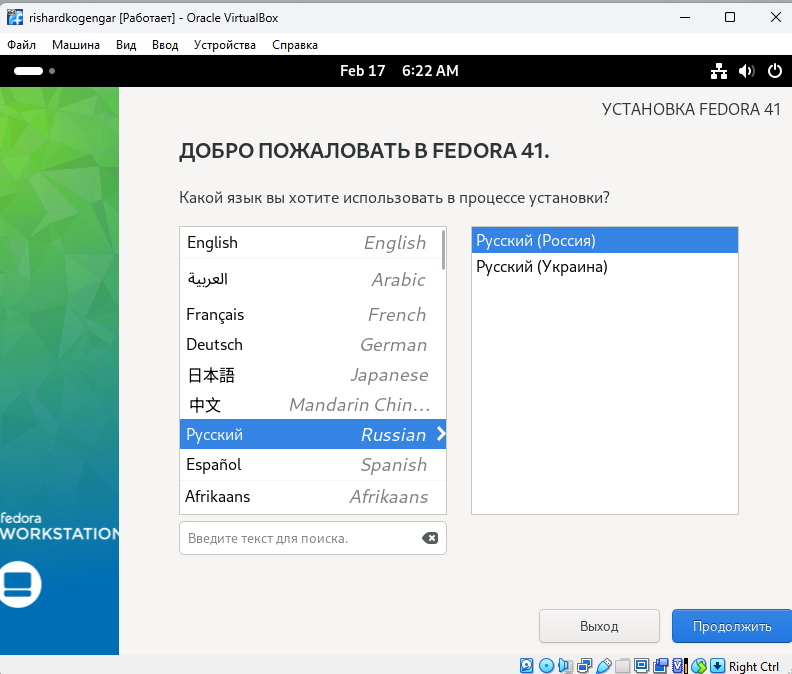 rishardkogengar [Работает] - Oracle VirtualBox
Файл Машина Вид Ввод Устройства Справка
Feb 17 6:22 AM
УСТАНОВКА FEDORA 41
ДОБРО ПОЖАЛОВАТЬ В FEDORA 41.
Какой язык вы хотите использовать в процессе установки?
English English
العربية Arabic
Français French
Deutsch German
日本語 Japanese
中文 Mandarin Chin…
Русский Russian
Español Spanish
Afrikaans Afrikaans
Введите текст для поиска.
Русский (Россия)
Русский (Украина)
fedora
WORKSTATION
Выход Продолжить
Right Ctrl